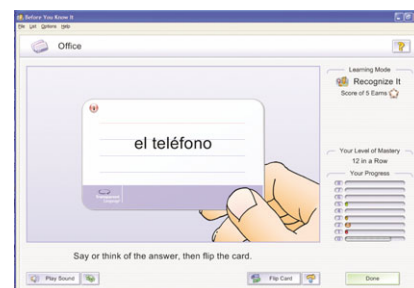 Before You Know It
File List Options Help
Office
el teléfono
Say or think of the answer, then flip the card.
Play Sound
Flip Card
Learning Mode
Recognize It
Score of 5 Earns
Your Level of Mastery
12 in a Row
Your Progress
Done